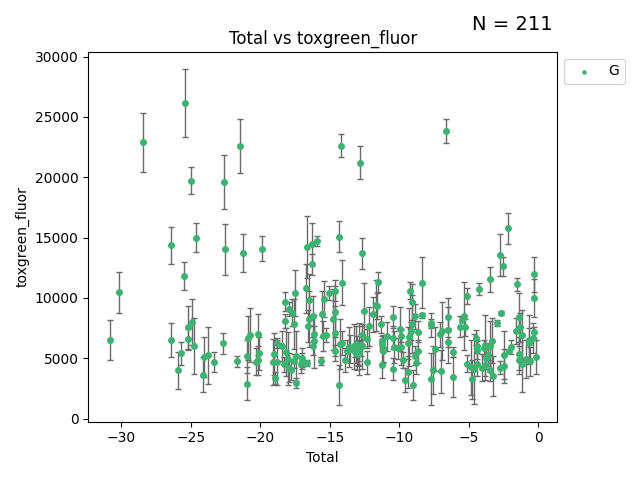 N = 211
Total vs toxgreen_fluor
G
30000
25000
20000
15000
10000
5000
0
toxgreen_fluor
−30 −25 −20 −15 −10 −5 0
Total